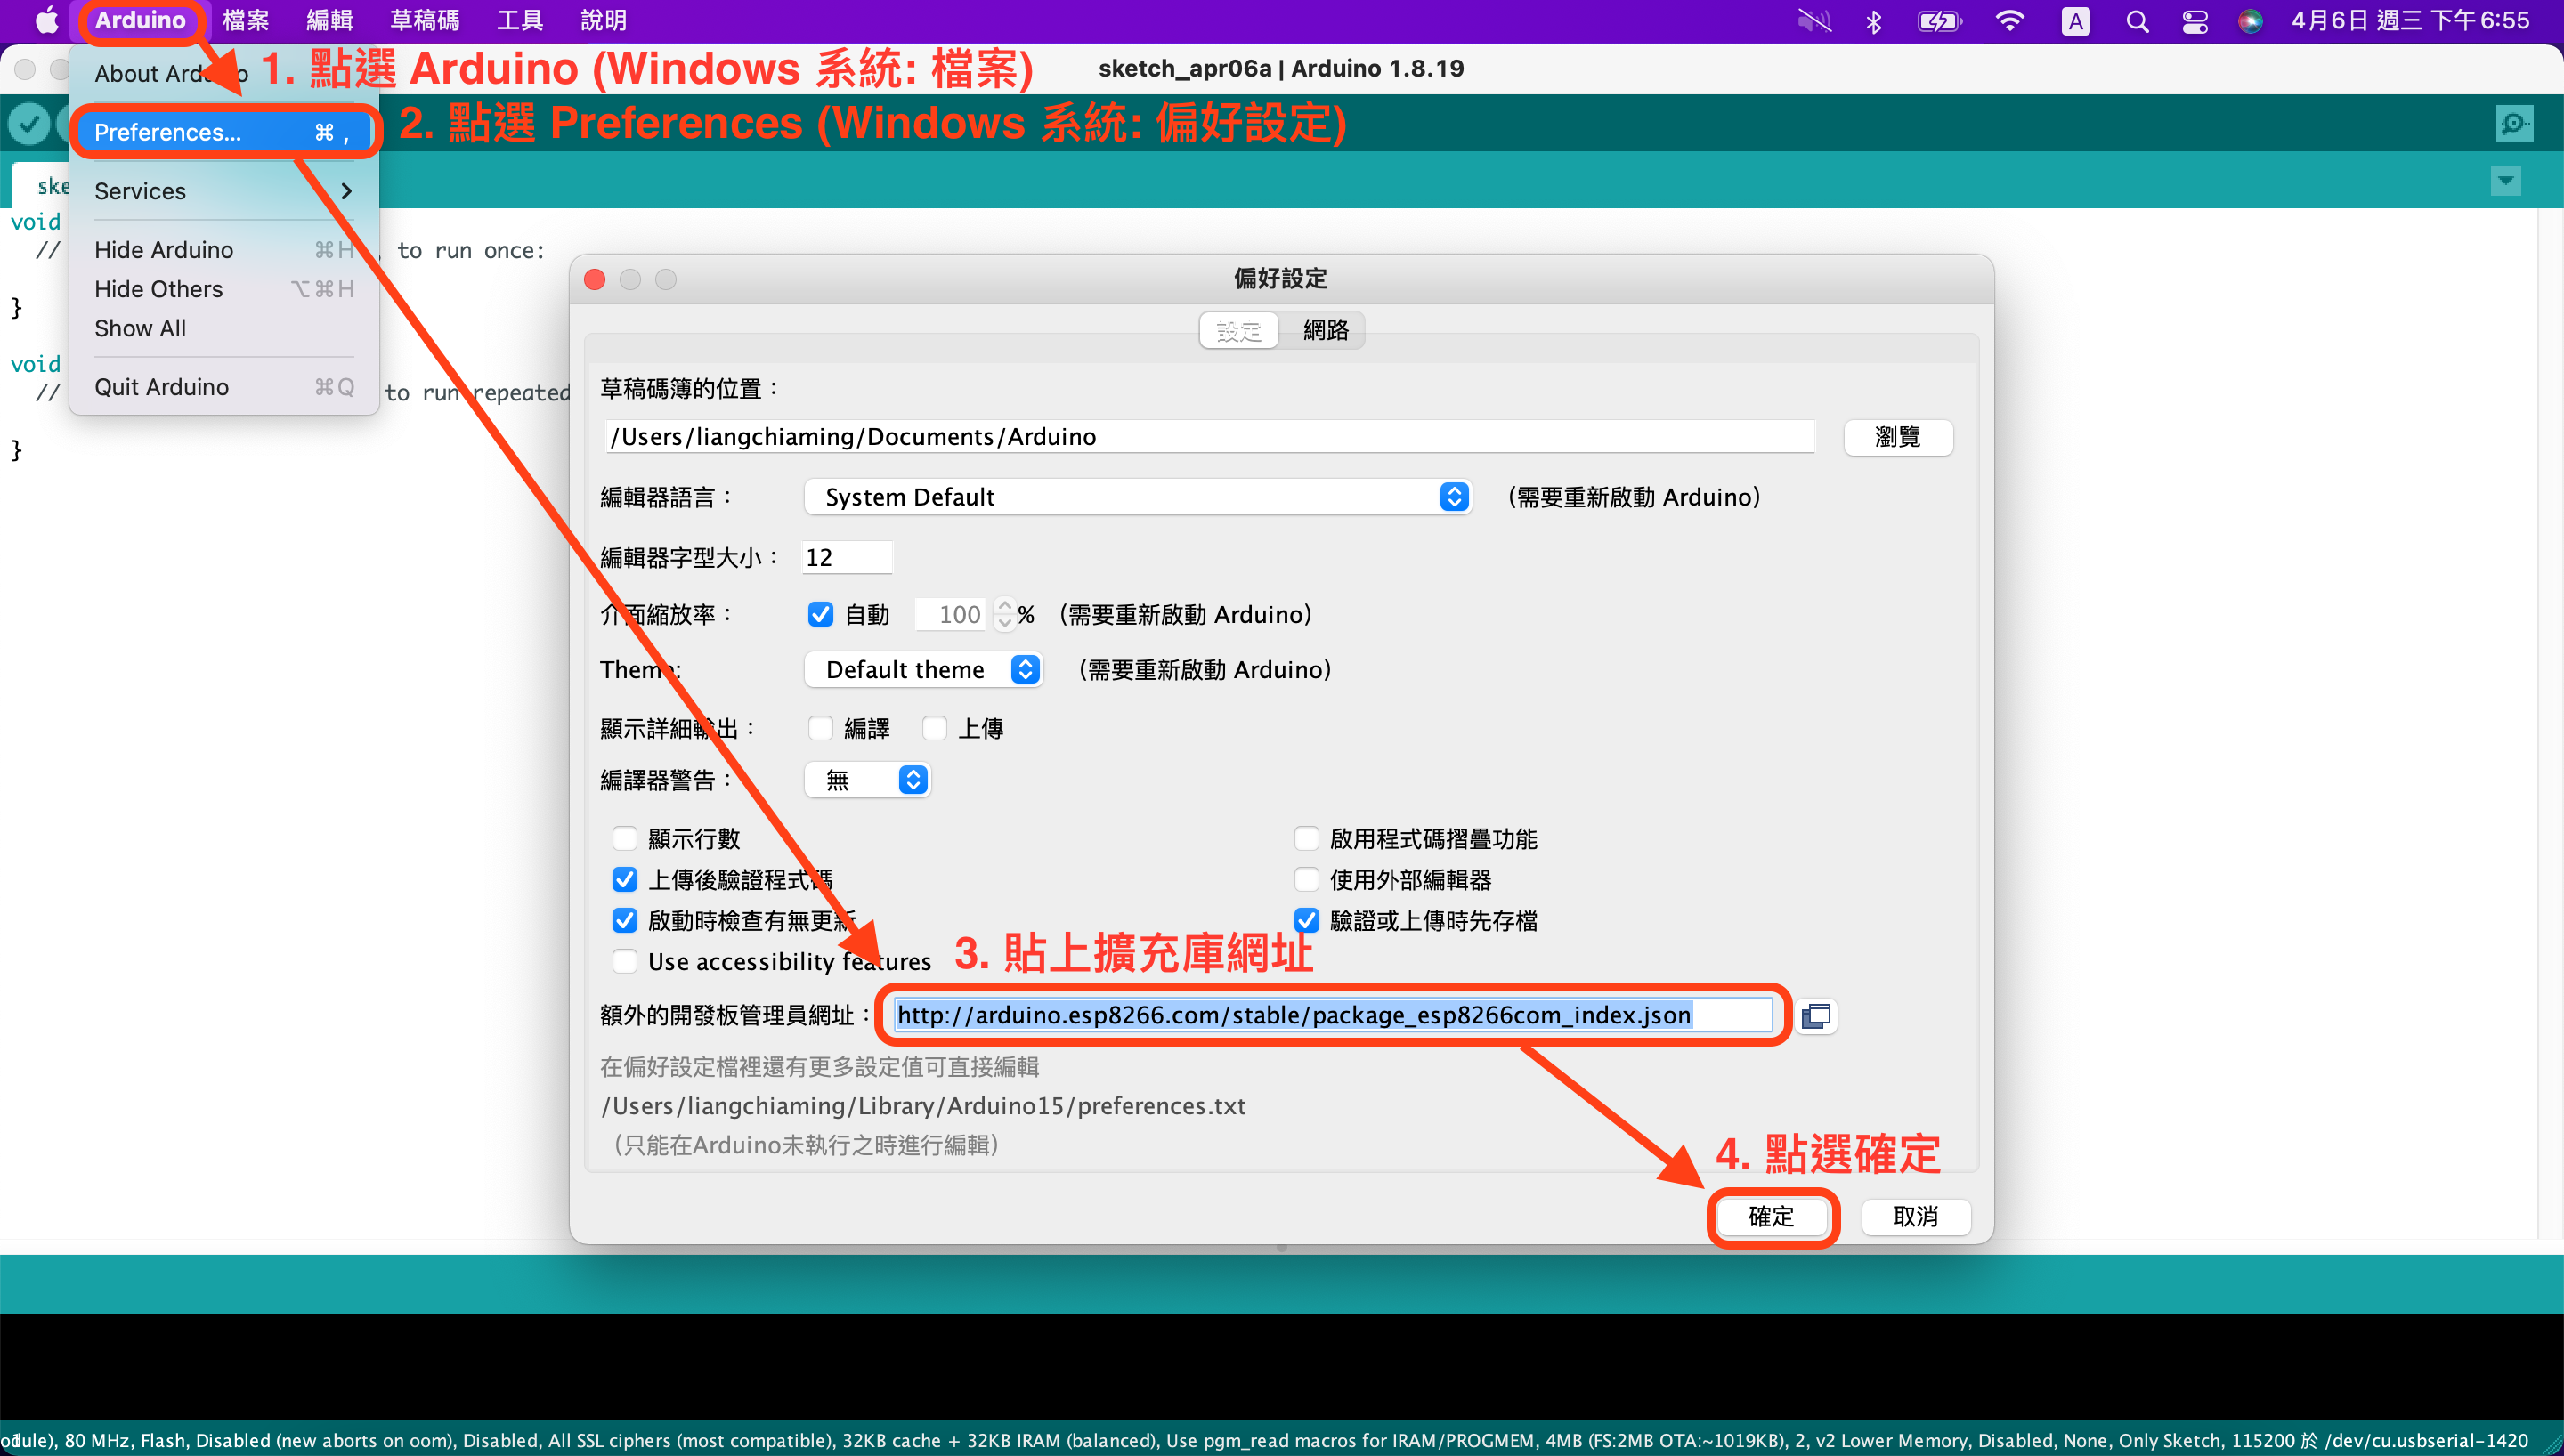 Arduino 檔案 編輯 草稿碼 工具 說明 A 4月6日 週三 下午6:55
1. 點選 Arduino (Windows 系統: 檔案)
sketch_apr06a | Arduino 1.8.19
2. 點選 Preferences (Windows 系統: 偏好設定)
About Ard o
Preferences... ⌘ ,
Services
Hide Arduino ⌘H
Hide Others ⌥⌘H
Show All
Quit Arduino ⌘Q
ske
void
// to run once:
}
void
// to run repeated
}
偏好設定
設定 網路
草稿碼簿的位置：
/Users/liangchiaming/Documents/Arduino 瀏覽
編輯器語言： System Default （需要重新啟動 Arduino）
編輯器字型大小： 12
介面縮放率： 自動 100 % （需要重新啟動 Arduino）
Theme: Default theme （需要重新啟動 Arduino）
顯示詳細輸出： 編譯 上傳
編譯器警告： 無
顯示行數 啟用程式碼摺疊功能
上傳後驗證程式碼 使用外部編輯器
啟動時檢查有無更新 驗證或上傳時先存檔
Use accessibility features
3. 貼上擴充庫網址
額外的開發板管理員網址： http://arduino.esp8266.com/stable/package_esp8266com_index.json
在偏好設定檔裡還有更多設定值可直接編輯
/Users/liangchiaming/Library/Arduino15/preferences.txt
（只能在Arduino未執行之時進行編輯）
4. 點選確定
確定 取消
80 MHz, Flash, Disabled (new aborts on oom), Disabled, All SSL ciphers (most compatible), 32KB cache + 32KB IRAM (balanced), Use pgm_read macros for IRAM/PROGMEM, 4MB (FS:2MB OTA:~1019KB), 2, v2 Lower Memory, Disabled, None, Only Sketch, 115200 於 /dev/cu.usbserial-1420